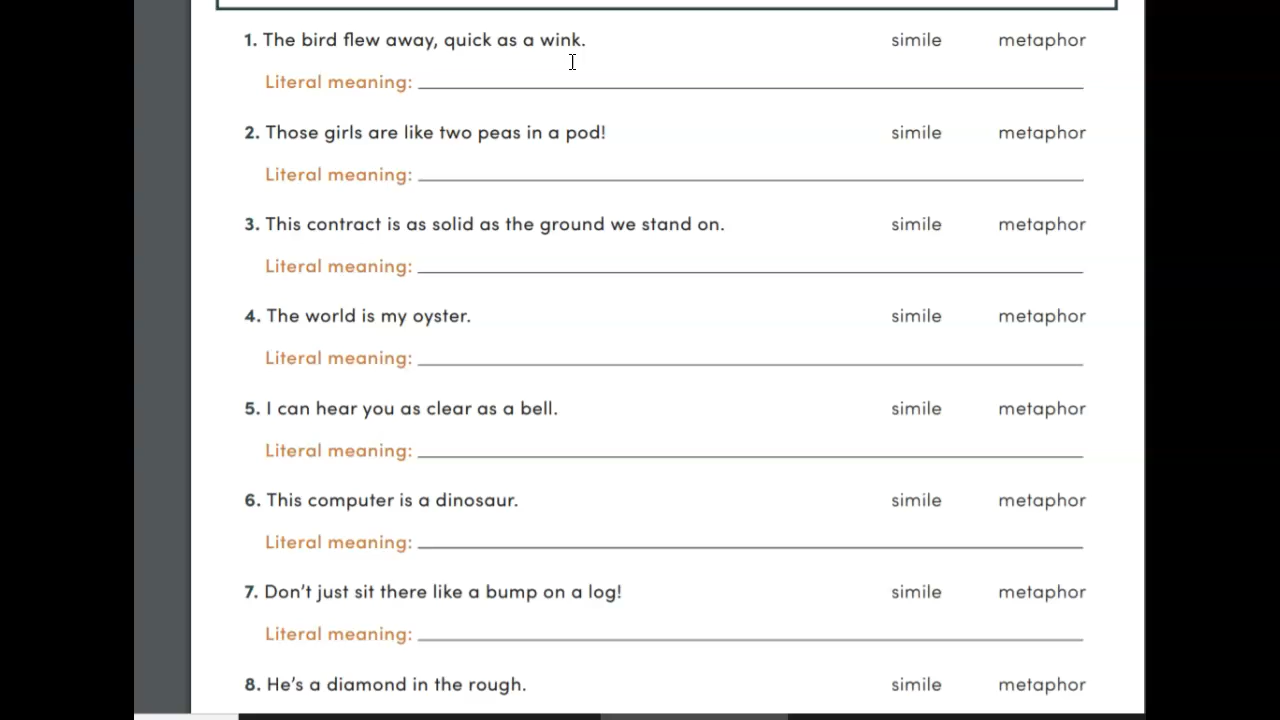 1. The bird flew away, quick as a wink. simile metaphor
Literal meaning:
2. Those girls are like two peas in a pod! simile metaphor
Literal meaning:
3. This contract is as solid as the ground we stand on. simile metaphor
Literal meaning:
4. The world is my oyster. simile metaphor
Literal meaning:
5. I can hear you as clear as a bell. simile metaphor
Literal meaning:
6. This computer is a dinosaur. simile metaphor
Literal meaning:
7. Don’t just sit there like a bump on a log! simile metaphor
Literal meaning:
8. He’s a diamond in the rough. simile metaphor